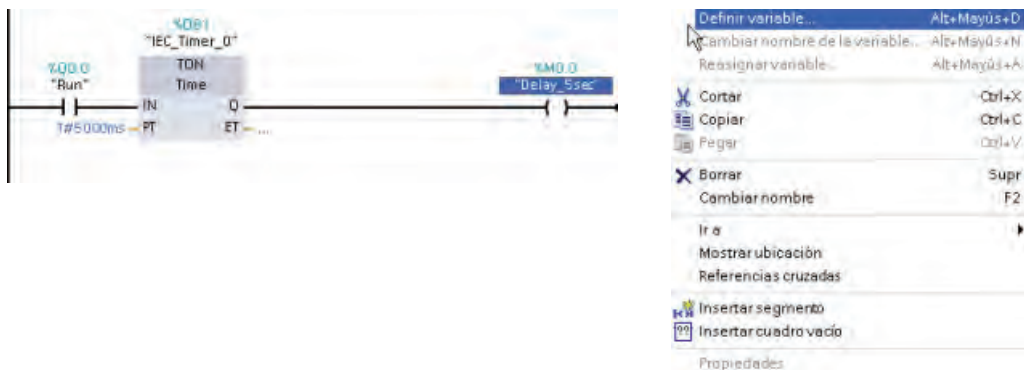 %DB1
"IEC_Timer_0"
TON
Time
%Q0.0
"Run"
IN
Q
T#5000ms
PT
ET
...
%M0.0
"Delay_5sec"
Definir variable... Alt+Mayús+D
Cambiar nombre de la variable... Alt+Mayús+N
Reasignar variable... Alt+Mayús+A
Cortar Ctrl+X
Copiar Ctrl+C
Pegar Ctrl+V
Borrar Supr
Cambiar nombre F2
Ir a
Mostrar ubicación
Referencias cruzadas
Insertar segmento
Insertar cuadro vacío
Propiedades